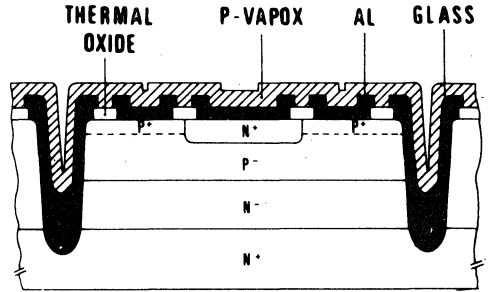 THERMAL OXIDE P-VAPOX AL GLASS
P+ N+ P+
P-
N-
N+